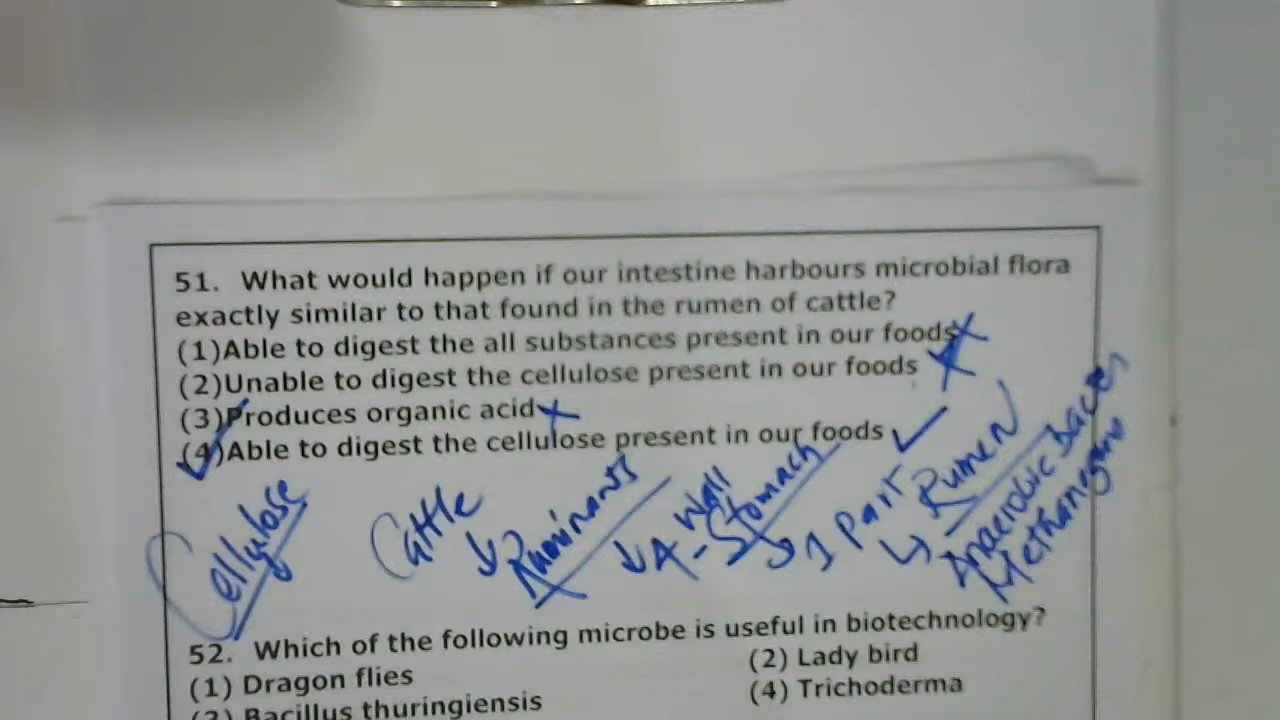 51. What would happen if our intestine harbours microbial flora
exactly similar to that found in the rumen of cattle?
(1)Able to digest the all substances present in our foods
(2)Unable to digest the cellulose present in our foods
(3)Produces organic acid
(4)Able to digest the cellulose present in our foods
Cellulose
Cattle
Ruminants
4-Stomach
Wall
1 Part
Rumen
Anaerobic
52. Which of the following microbe is useful in biotechnology?
(1) Dragon flies (2) Lady bird
(3) Bacillus thuringiensis (4) Trichoderma